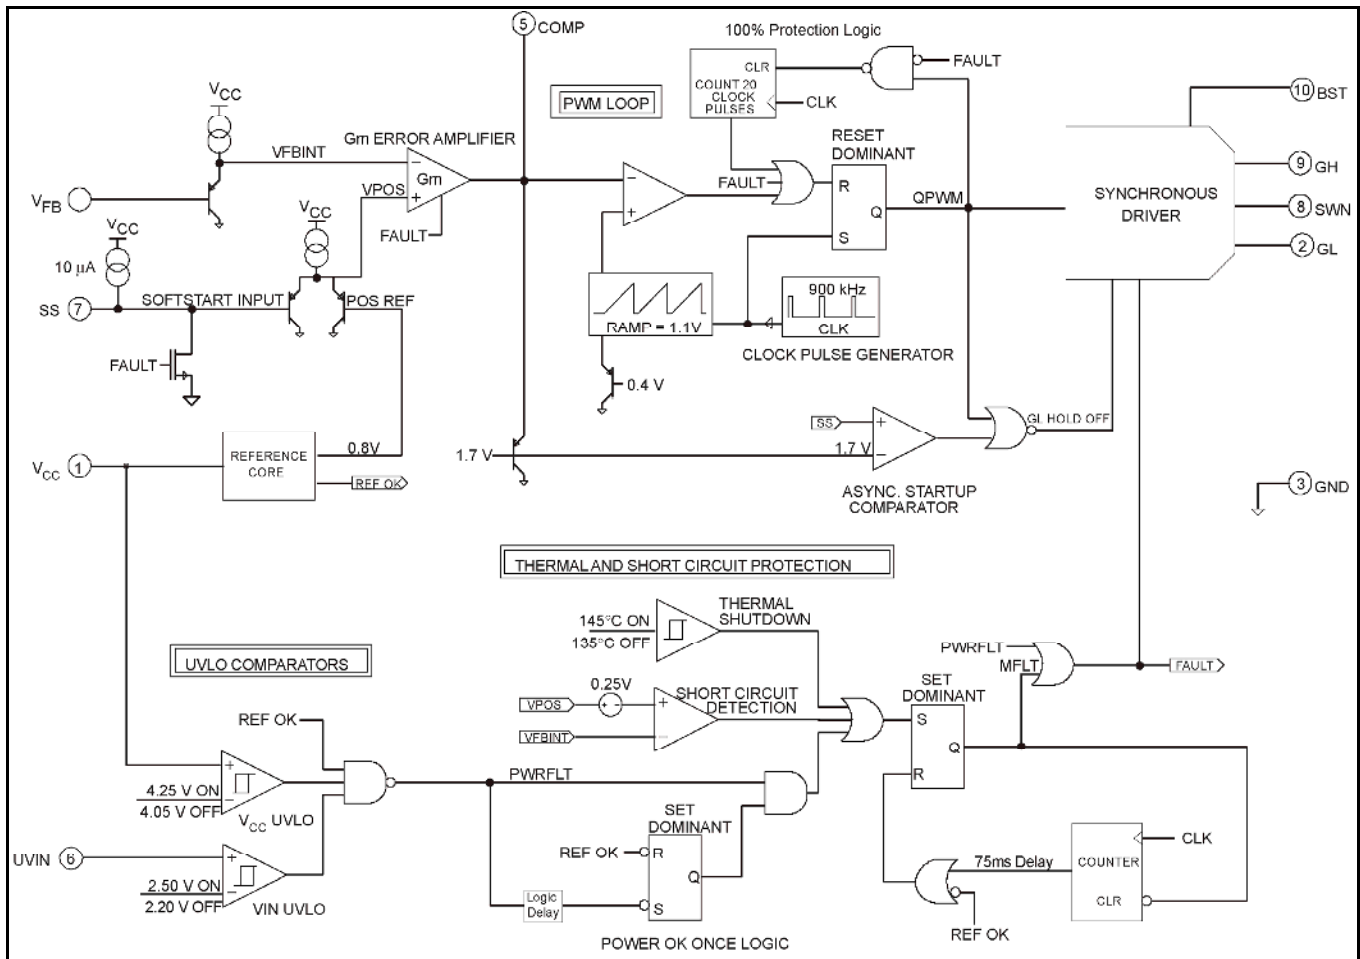 5 COMP
100% Protection Logic
CLR
COUNT 20
CLOCK
PULSES
CLK
FAULT
PWM LOOP
10 BST
VCC
Gm ERROR AMPLIFIER
VFBINT
−
Gm
+
VPOS
FAULT
VFB
RESET
DOMINANT
FAULT
R
Q
S
QPWM
−
+
SYNCHRONOUS
DRIVER
9 GH
8 SWN
2 GL
VCC
10 µA
SS 7
SOFTSTART INPUT
VCC
POS REF
FAULT
RAMP = 1.1V
900 kHz
CLK
CLOCK PULSE GENERATOR
0.4 V
SS
+
1.7 V
−
GL HOLD OFF
1.7 V
ASYNC. STARTUP
COMPARATOR
VCC 1
REFERENCE
CORE
0.8V
REF OK
3 GND
THERMAL AND SHORT CIRCUIT PROTECTION
145°C ON
135°C OFF
THERMAL
SHUTDOWN
UVLO COMPARATORS
0.25V
+ -
VPOS
VFBINT
+
−
SHORT CIRCUIT
DETECTION
PWRFLT
MFLT
FAULT
SET
DOMINANT
S
Q
R
REF OK
+
4.25 V ON
−
4.05 V OFF
VCC UVLO
PWRFLT
SET
DOMINANT
REF OK
R
Q
S
Logic
Delay
POWER OK ONCE LOGIC
UVIN 6
+
2.50 V ON
−
2.20 V OFF
VIN UVLO
75ms Delay
COUNTER
CLR
CLK
REF OK